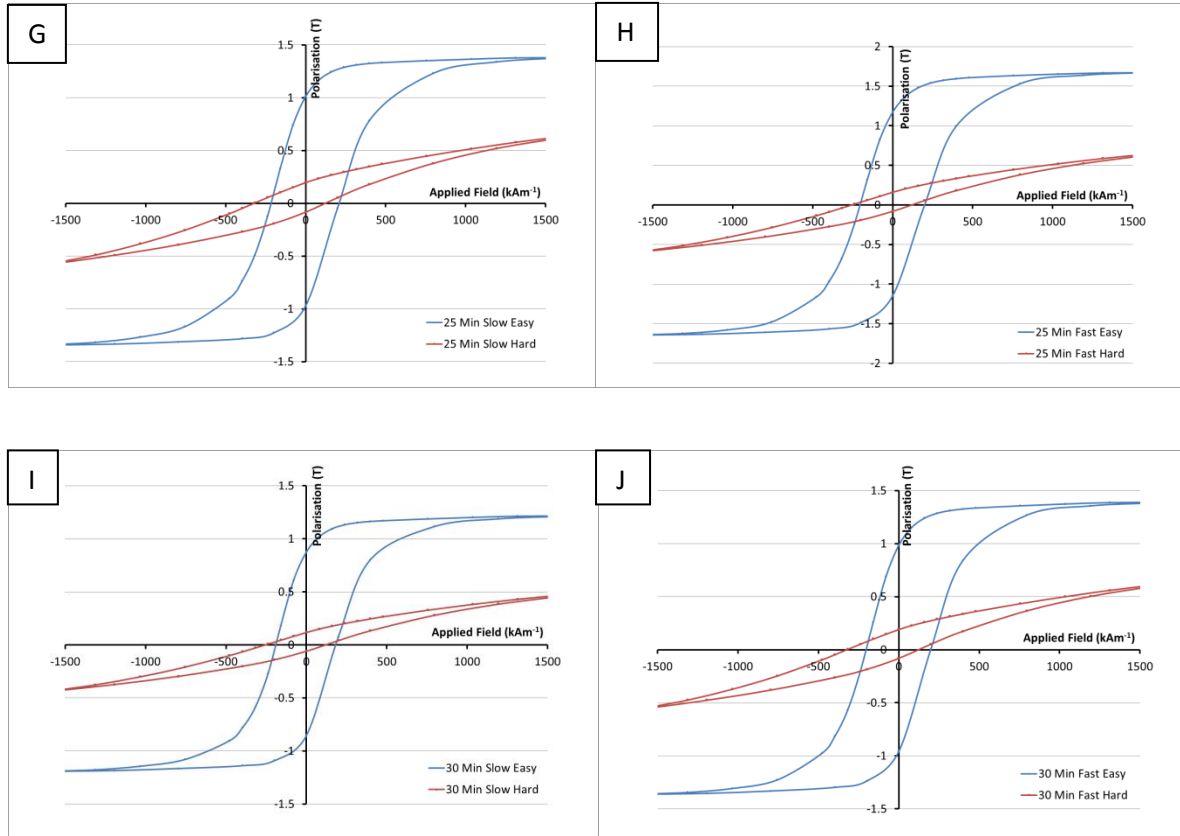 G
1.5
1
0.5
0
-0.5
-1
-1.5
-1500
-1000
-500
0
500
1000
1500
Polarisation (T)
Applied Field (kAm⁻¹)
25 Min Slow Easy
25 Min Slow Hard
H
2
1.5
1
0.5
0
-0.5
-1
-1.5
-2
-1500
-1000
-500
0
500
1000
1500
Polarisation (T)
Applied Field (kAm⁻¹)
25 Min Fast Easy
25 Min Fast Hard
I
1.5
1
0.5
0
-0.5
-1
-1.5
-1500
-1000
-500
0
500
1000
1500
Polarisation (T)
Applied Field (kAm⁻¹)
30 Min Slow Easy
30 Min Slow Hard
J
1.5
1
0.5
0
-0.5
-1
-1.5
-1500
-1000
-500
0
500
1000
1500
Polarisation (T)
Applied Field (kAm⁻¹)
30 Min Fast Easy
30 Min Fast Hard